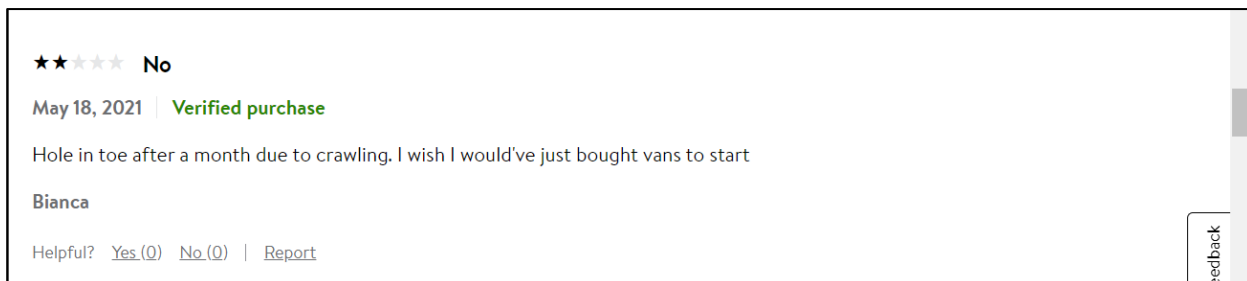 No
May 18, 2021 Verified purchase
Hole in toe after a month due to crawling. I wish I would've just bought vans to start
Bianca
Helpful? Yes (0) No (0) | Report
eedback